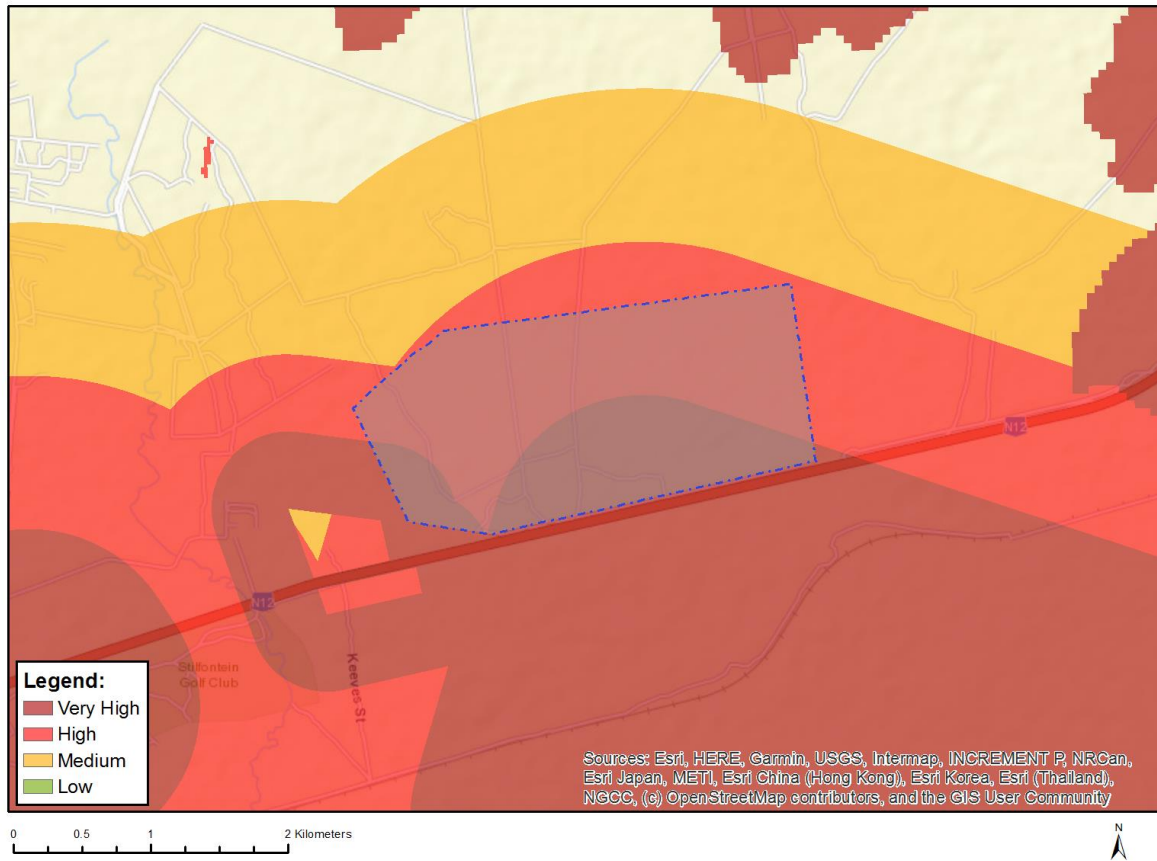 N12
N12
Stilfontein
Golf Club
Keeves St
Legend:
Very High
High
Medium
Low
Sources: Esri, HERE, Garmin, USGS, Intermap, INCREMENT P, NRCan,
Esri Japan, METI, Esri China (Hong Kong), Esri Korea, Esri (Thailand),
NGCC, (c) OpenStreetMap contributors, and the GIS User Community
0 0.5 1 2 Kilometers
N